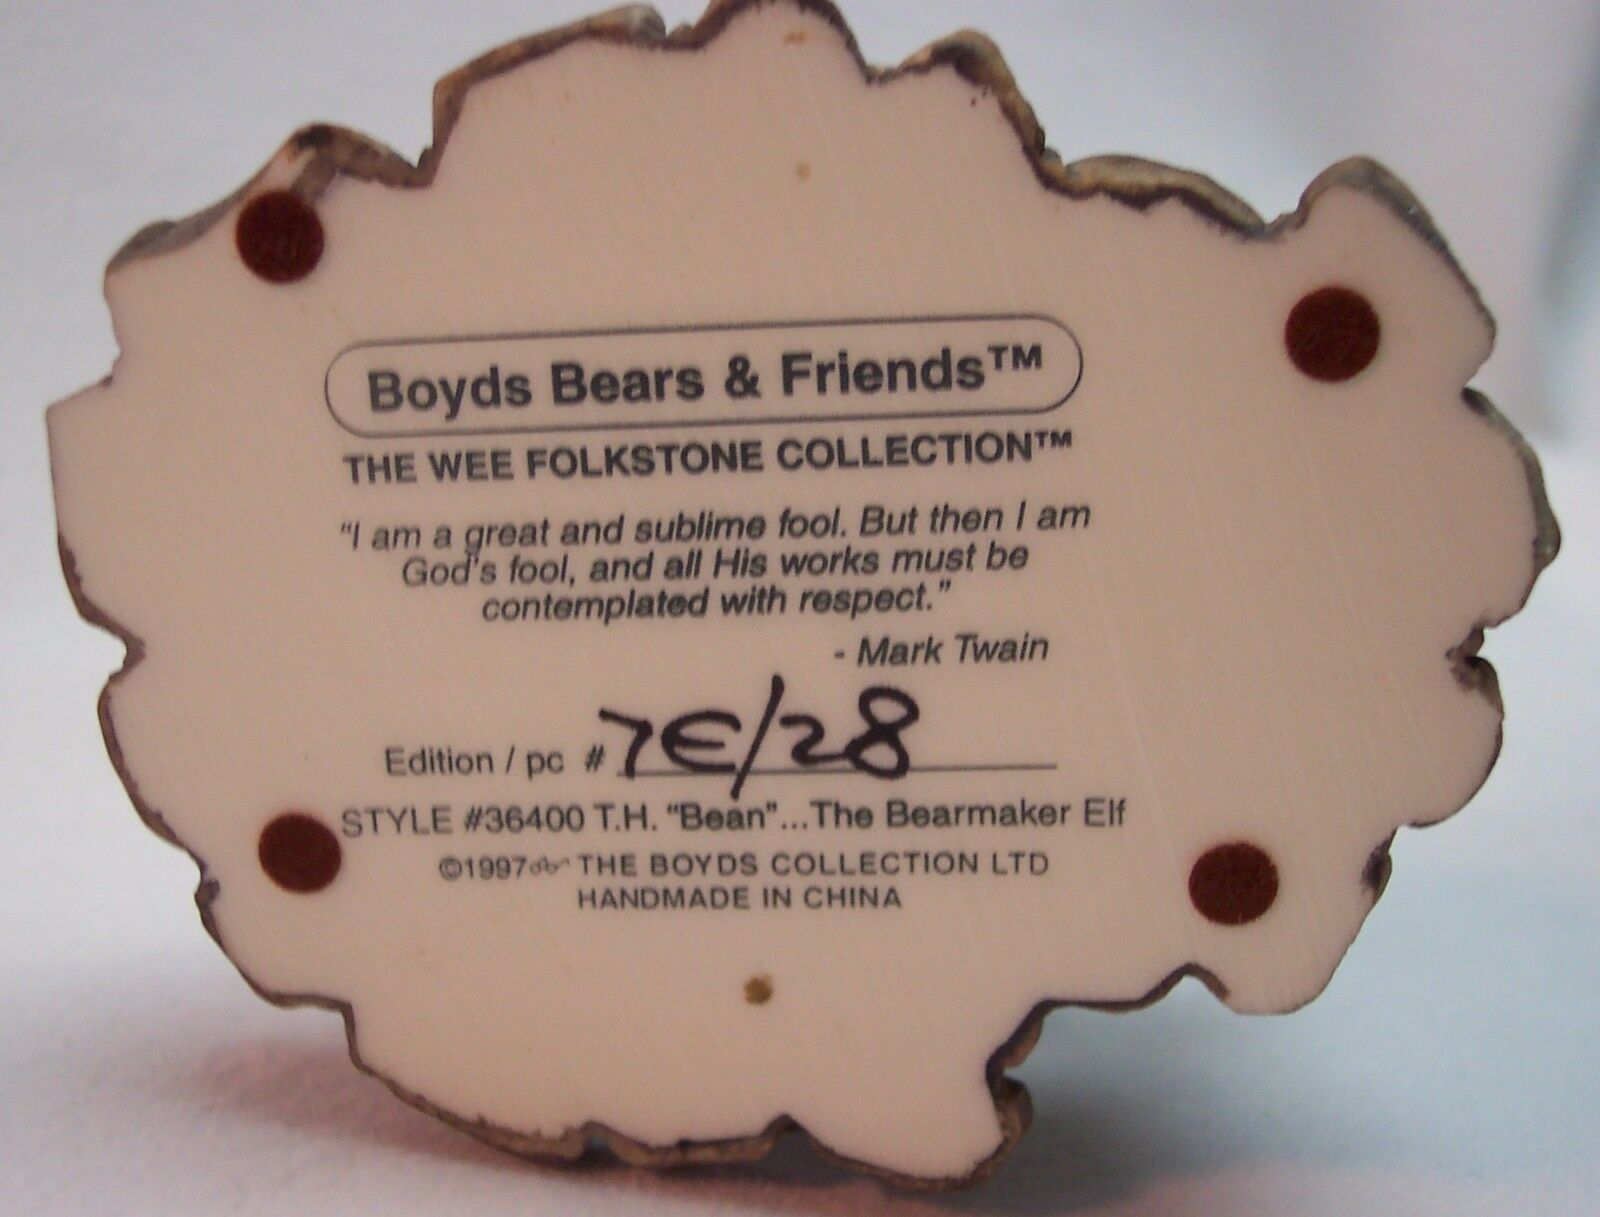 Boyds Bears & Friends™
THE WEE FOLKSTONE COLLECTION™
"I am a great and sublime fool. But then I am
God's fool, and all His works must be
contemplated with respect."
- Mark Twain
Edition / pc # 7E/28
STYLE #36400 T.H. "Bean"...The Bearmaker Elf
©1997 THE BOYDS COLLECTION LTD
HANDMADE IN CHINA